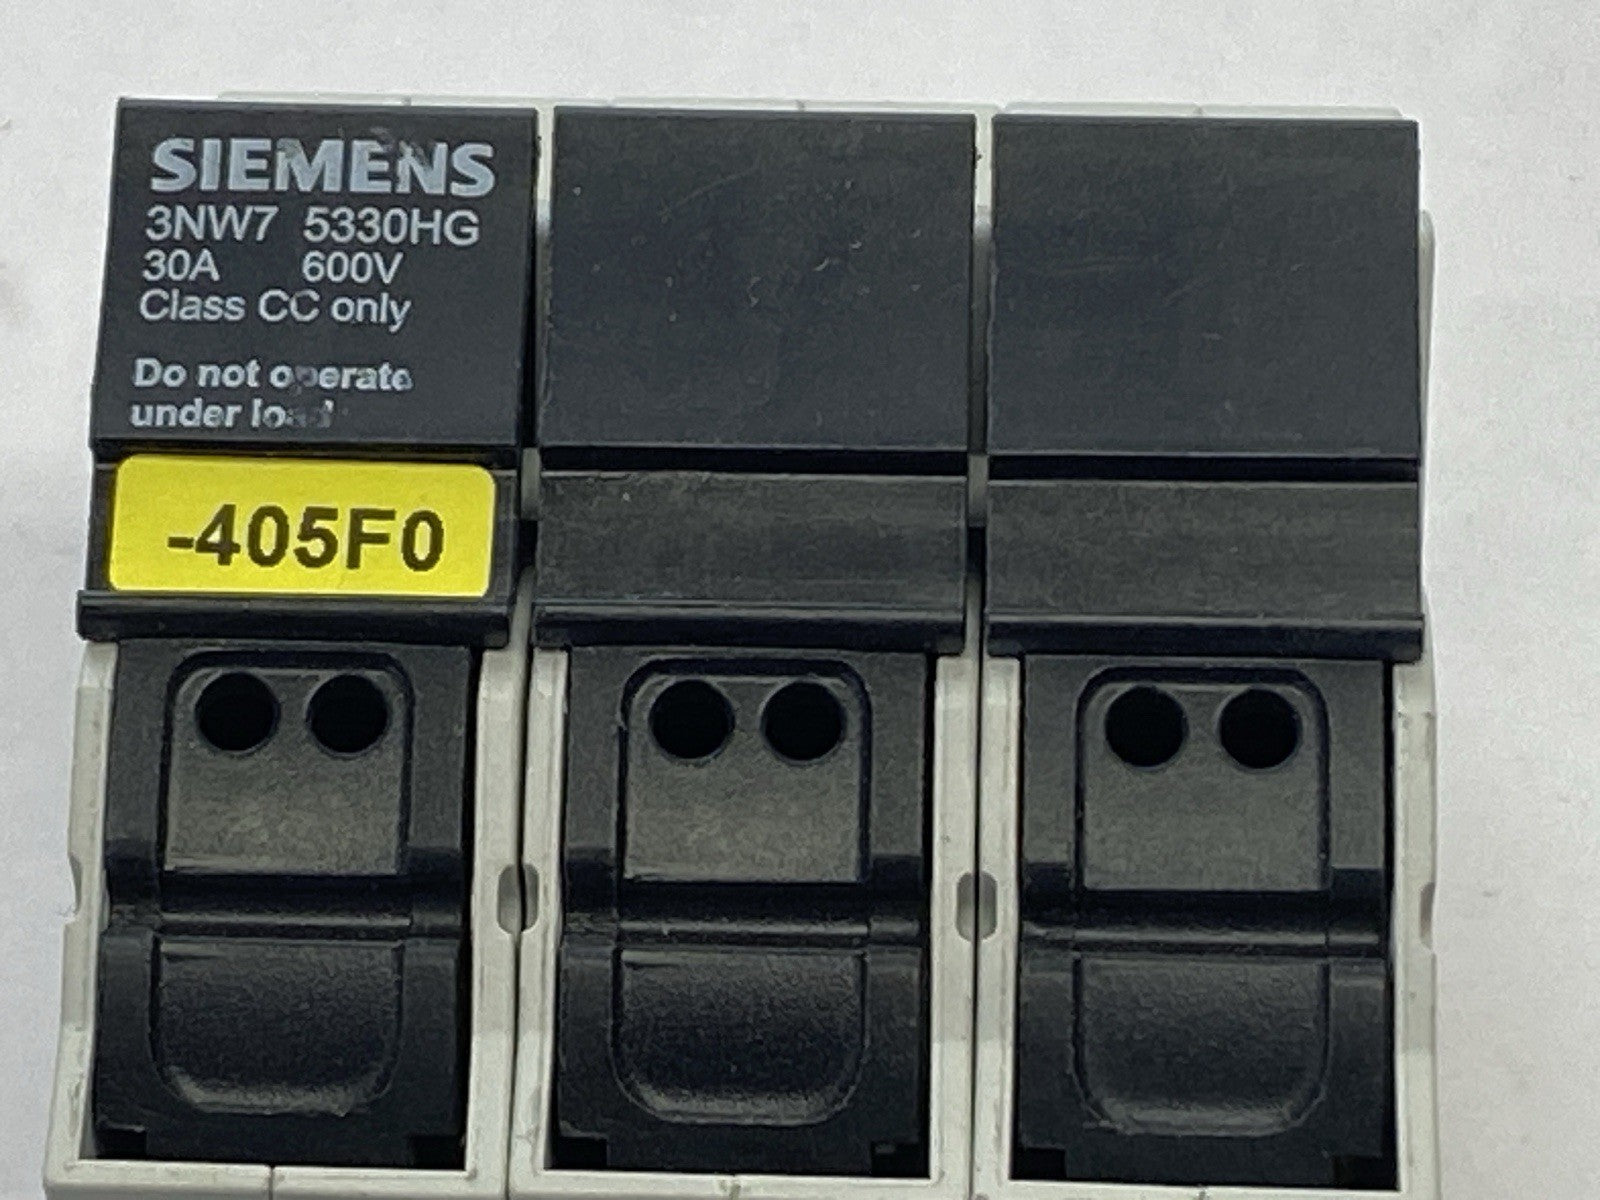 SIEMENS
3NW7 5330HG
30A 600V
Class CC only
Do not operate
under load
-405F0